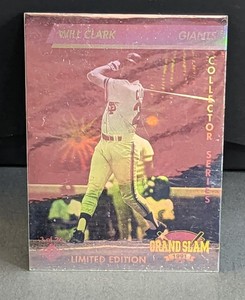 WILL CLARK GIANTS
COLLECTOR SERIES
GRAND SLAM
LIMITED EDITION